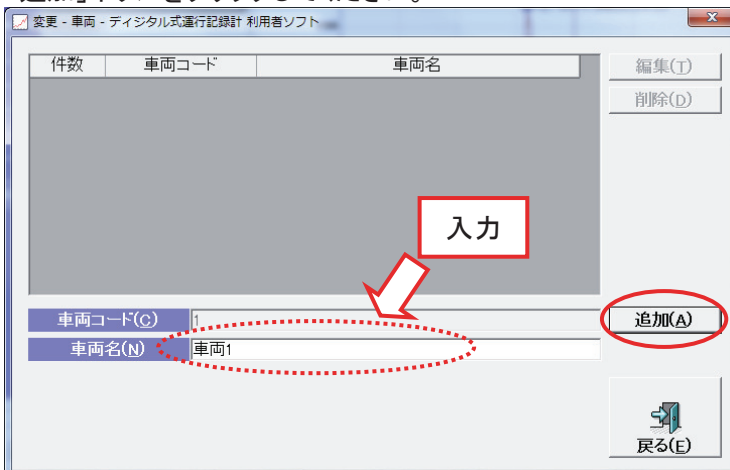 変更 - 車両 - ディジタル式運行記録計 利用者ソフト
件数 車両コード 車両名
編集(T)
削除(D)
入力
車両コード(C) 1
追加(A)
車両名(N) 車両1
戻る(E)